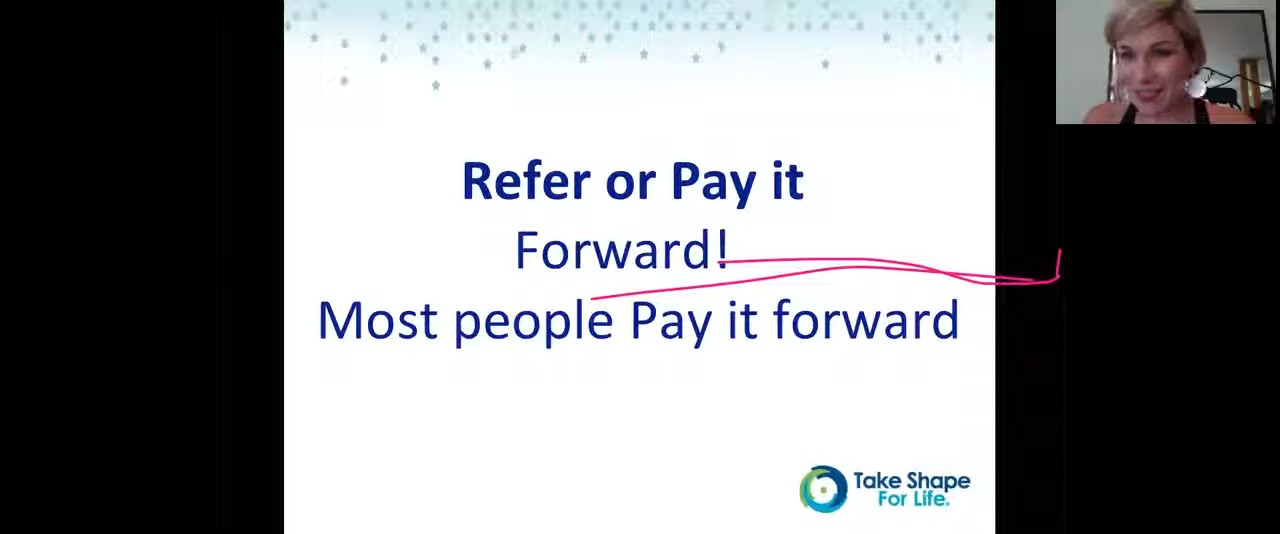 Refer or Pay it
Forward!
Most people Pay it forward
Take Shape
For Life.